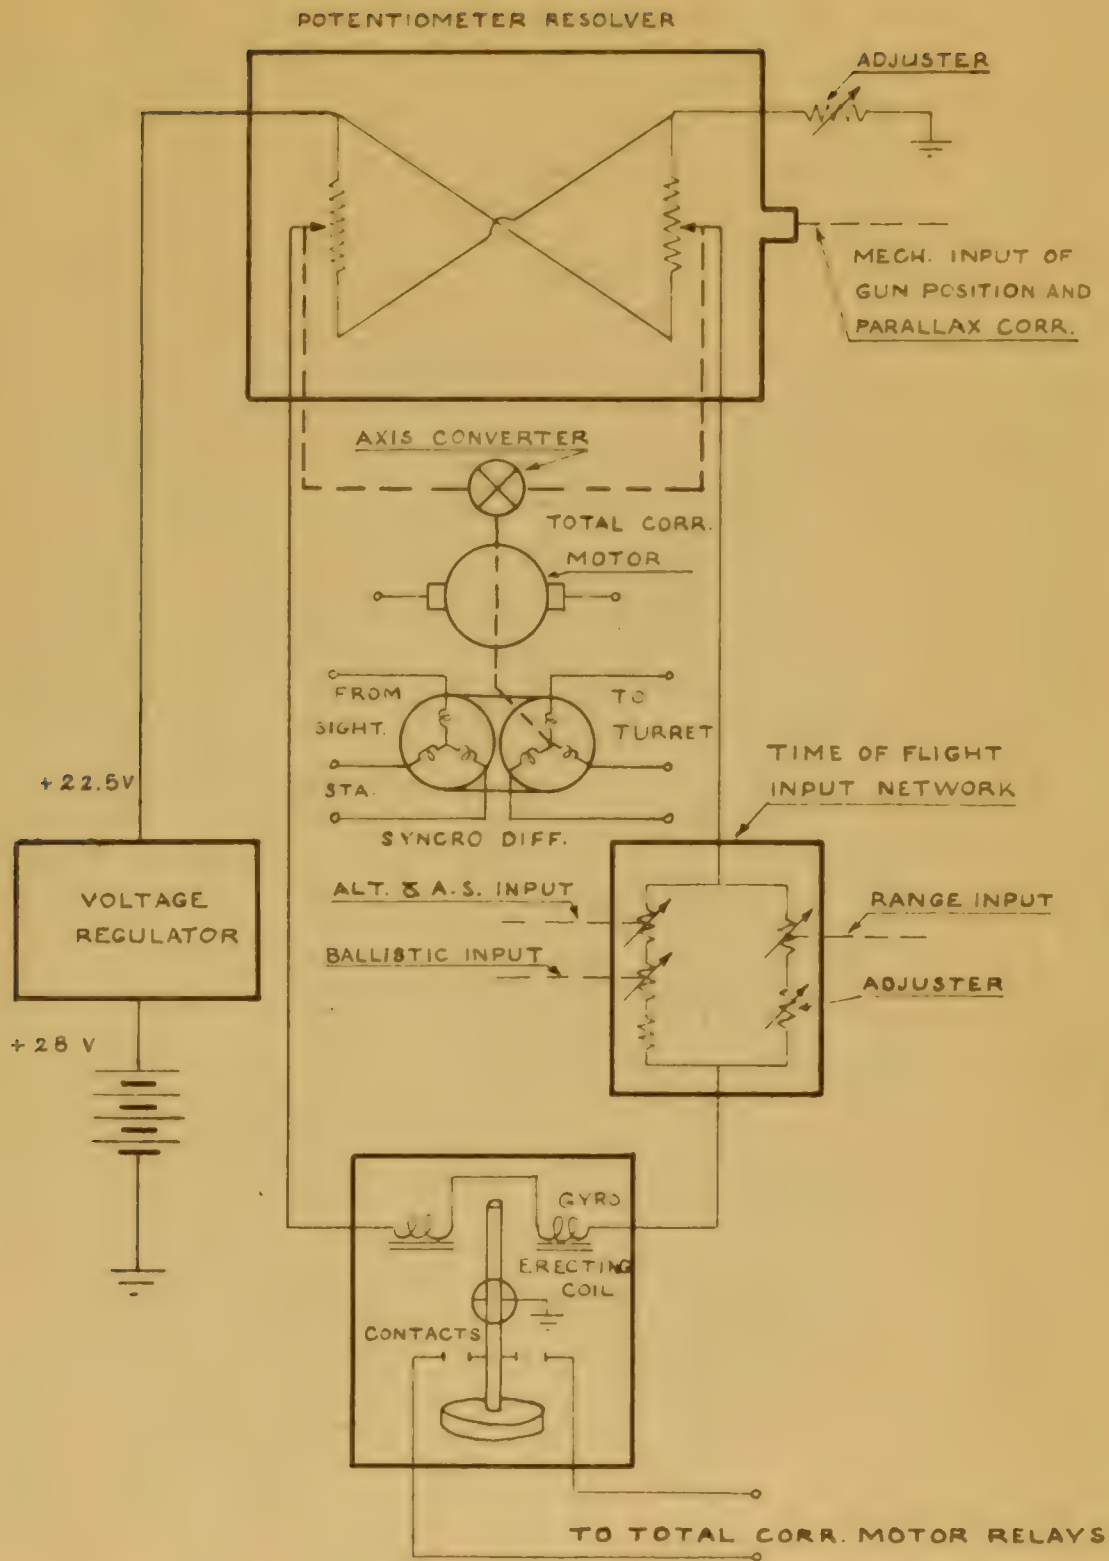 POTENTIOMETER RESOLVER
ADJUSTER
MECH. INPUT OF
GUN POSITION AND
PARALLAX CORR.
AXIS CONVERTER
TOTAL CORR.
MOTOR
FROM
SIGHT.
STA.
TO
TURRET
SYNCRO DIFF.
+22.5V
VOLTAGE
REGULATOR
+28 V
TIME OF FLIGHT
INPUT NETWORK
ALT. & A.S. INPUT
BALLISTIC INPUT
RANGE INPUT
ADJUSTER
GYRO
ERECTING
COIL
CONTACTS
TO TOTAL CORR. MOTOR RELAYS